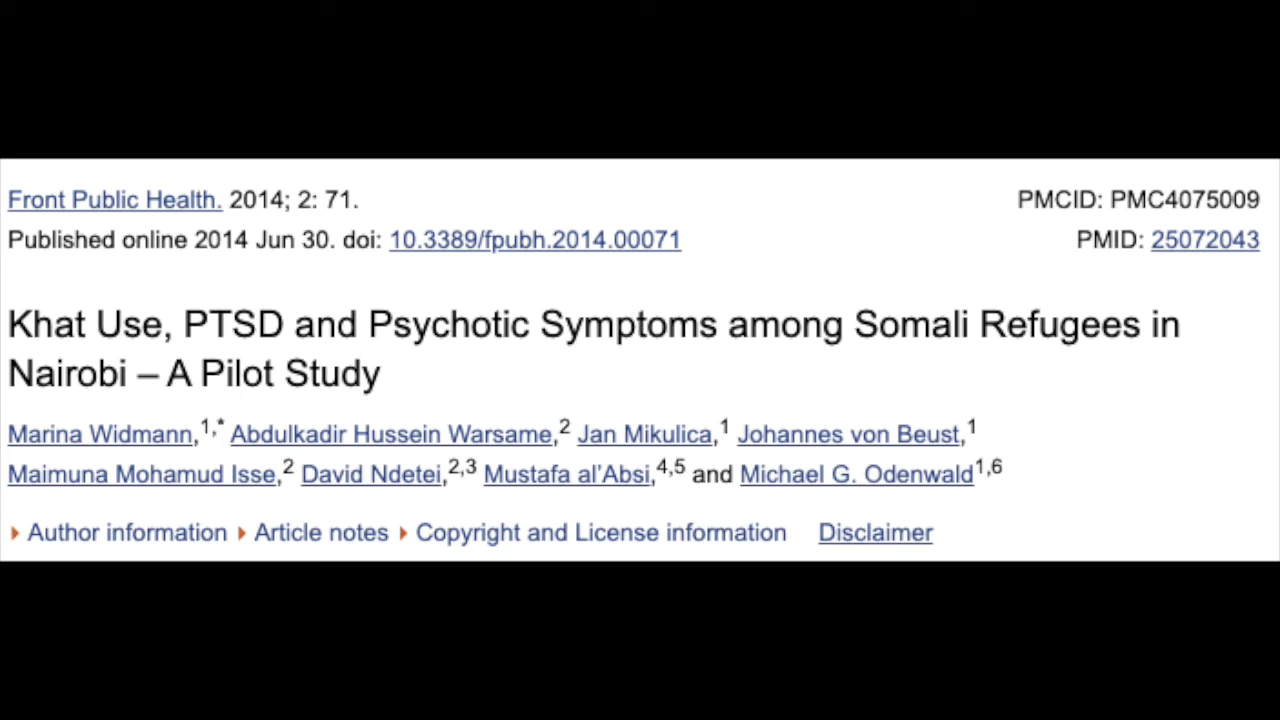 Front Public Health. 2014; 2: 71.
PMCID: PMC4075009
Published online 2014 Jun 30. doi: 10.3389/fpubh.2014.00071
PMID: 25072043
Khat Use, PTSD and Psychotic Symptoms among Somali Refugees in
Nairobi – A Pilot Study
Marina Widmann,1,* Abdulkadir Hussein Warsame,2 Jan Mikulica,1 Johannes von Beust,1
Maimuna Mohamud Isse,2 David Ndetei,2,3 Mustafa al’Absi,4,5 and Michael G. Odenwald1,6
Author information Article notes Copyright and License information Disclaimer